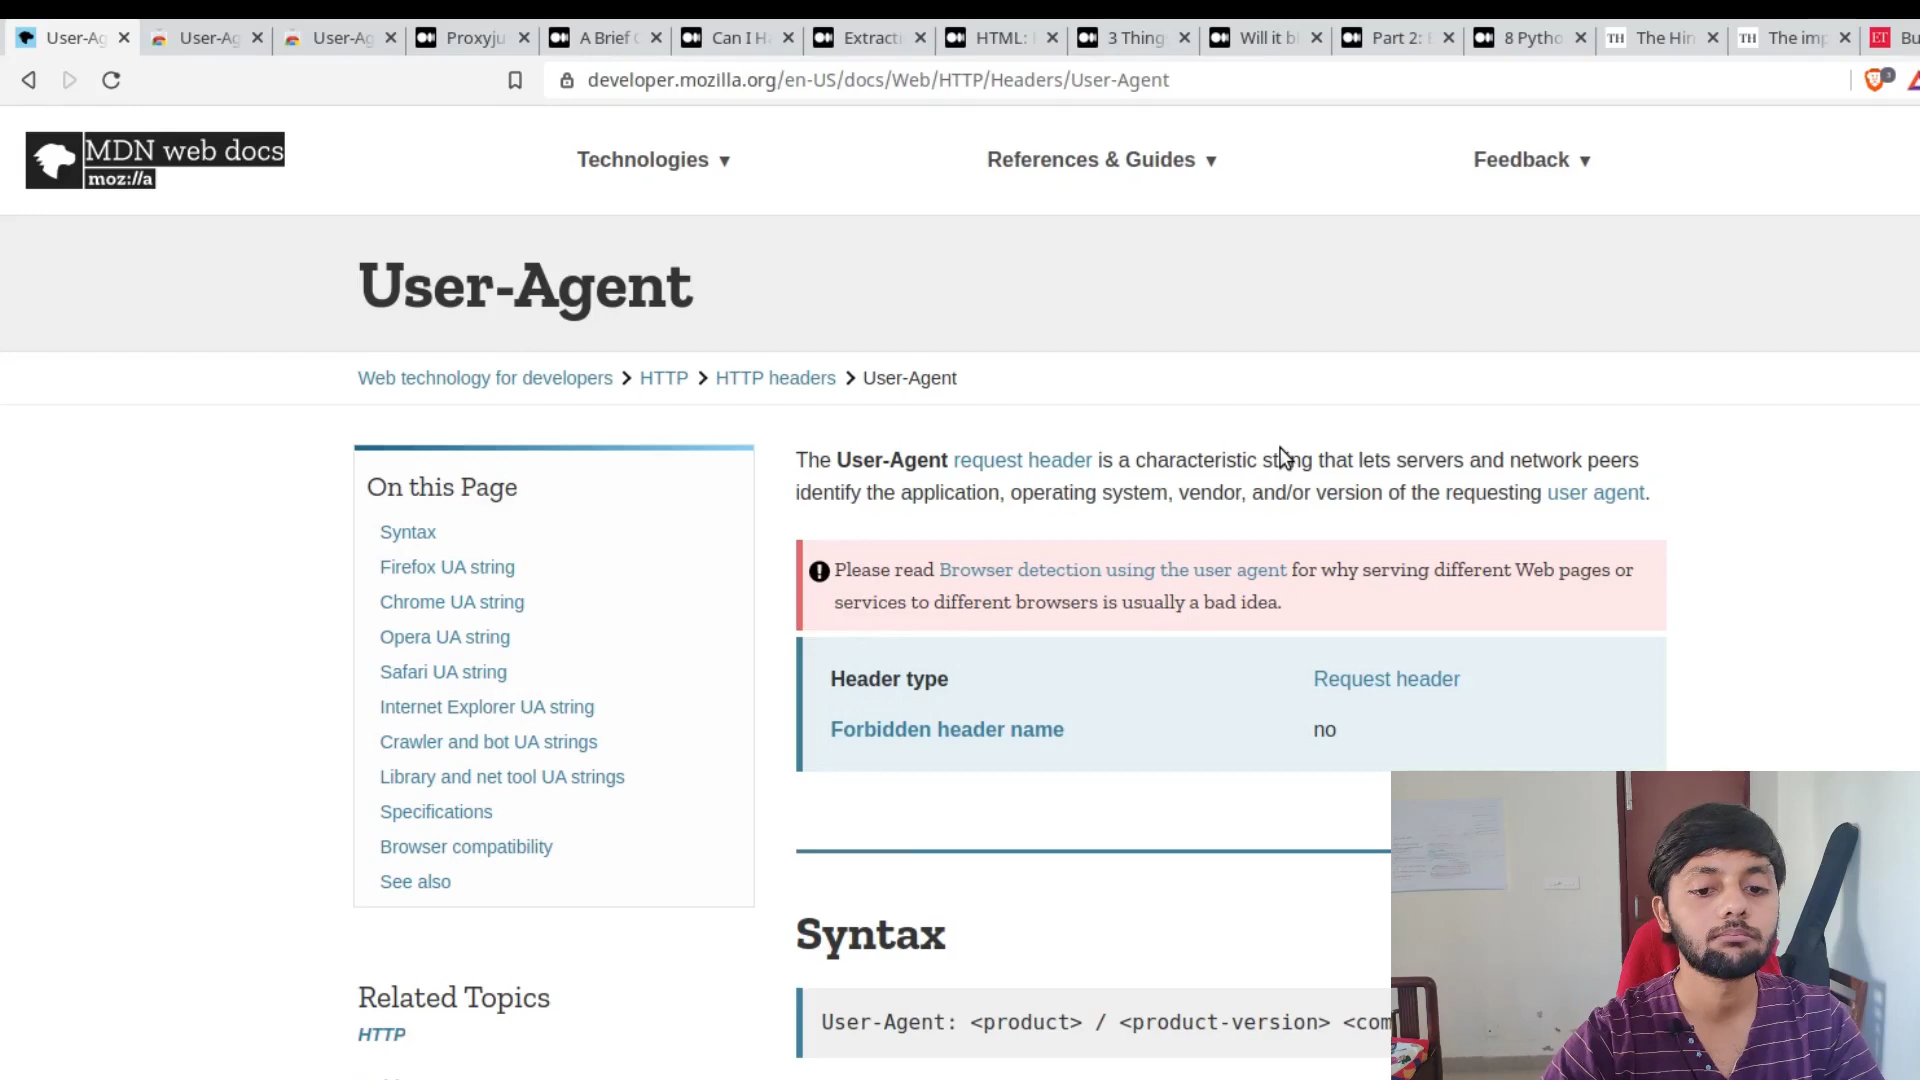 User-Ag
User-Ag
User-Ag
Proxyju
A Brief
Can I H
Extracti
HTML:
3 Thing
Will it b
Part 2:
8 Pytho
TH The Hin
TH The imp
ET Bu
developer.mozilla.org/en-US/docs/Web/HTTP/Headers/User-Agent
3
MDN web docs
moz://a
Technologies ▼
References & Guides ▼
Feedback ▼
User-Agent
Web technology for developers > HTTP > HTTP headers > User-Agent
On this Page
Syntax
Firefox UA string
Chrome UA string
Opera UA string
Safari UA string
Internet Explorer UA string
Crawler and bot UA strings
Library and net tool UA strings
Specifications
Browser compatibility
See also
Related Topics
HTTP
The User-Agent request header is a characteristic string that lets servers and network peers
identify the application, operating system, vendor, and/or version of the requesting user agent.
Please read Browser detection using the user agent for why serving different Web pages or
services to different browsers is usually a bad idea.
Header type Request header
Forbidden header name no
Syntax
User-Agent: <product> / <product-version> <com